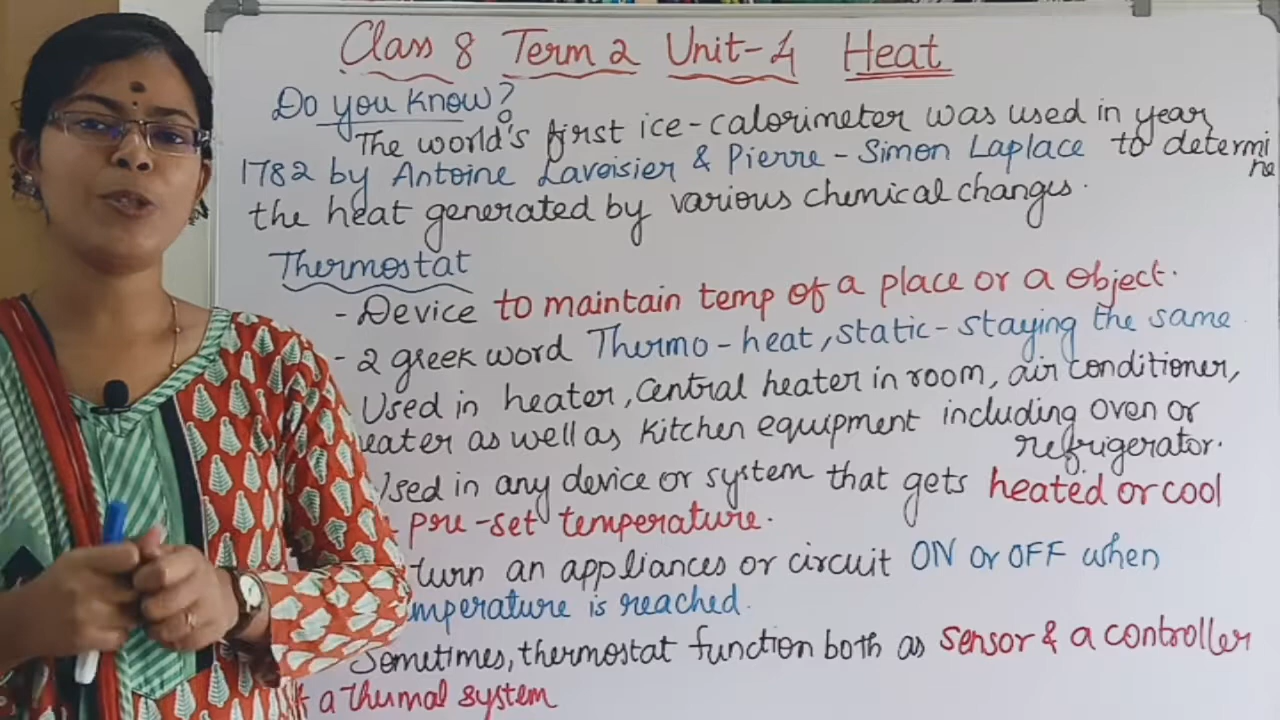 Class 8 Term 2 Unit-4 Heat
Do you know?
The world's first ice-calorimeter was used in year
1782 by Antoine Lavoisier & Pierre-Simon Laplace to determi
ne
the heat generated by various chemical changes.
Thermostat
- Device to maintain temp of a place or a object.
- 2 greek word Thermo-heat, static-staying the same
Used in heater, Central heater in room, air conditioner,
eater as well as kitchen equipment including oven or
refrigerator.
Used in any device or system that gets heated or cool
pre-set temperature.
turn an appliances or circuit ON or OFF when
mperature is reached.
Sometimes, thermostat function both as sensor & a controller
a thermal system